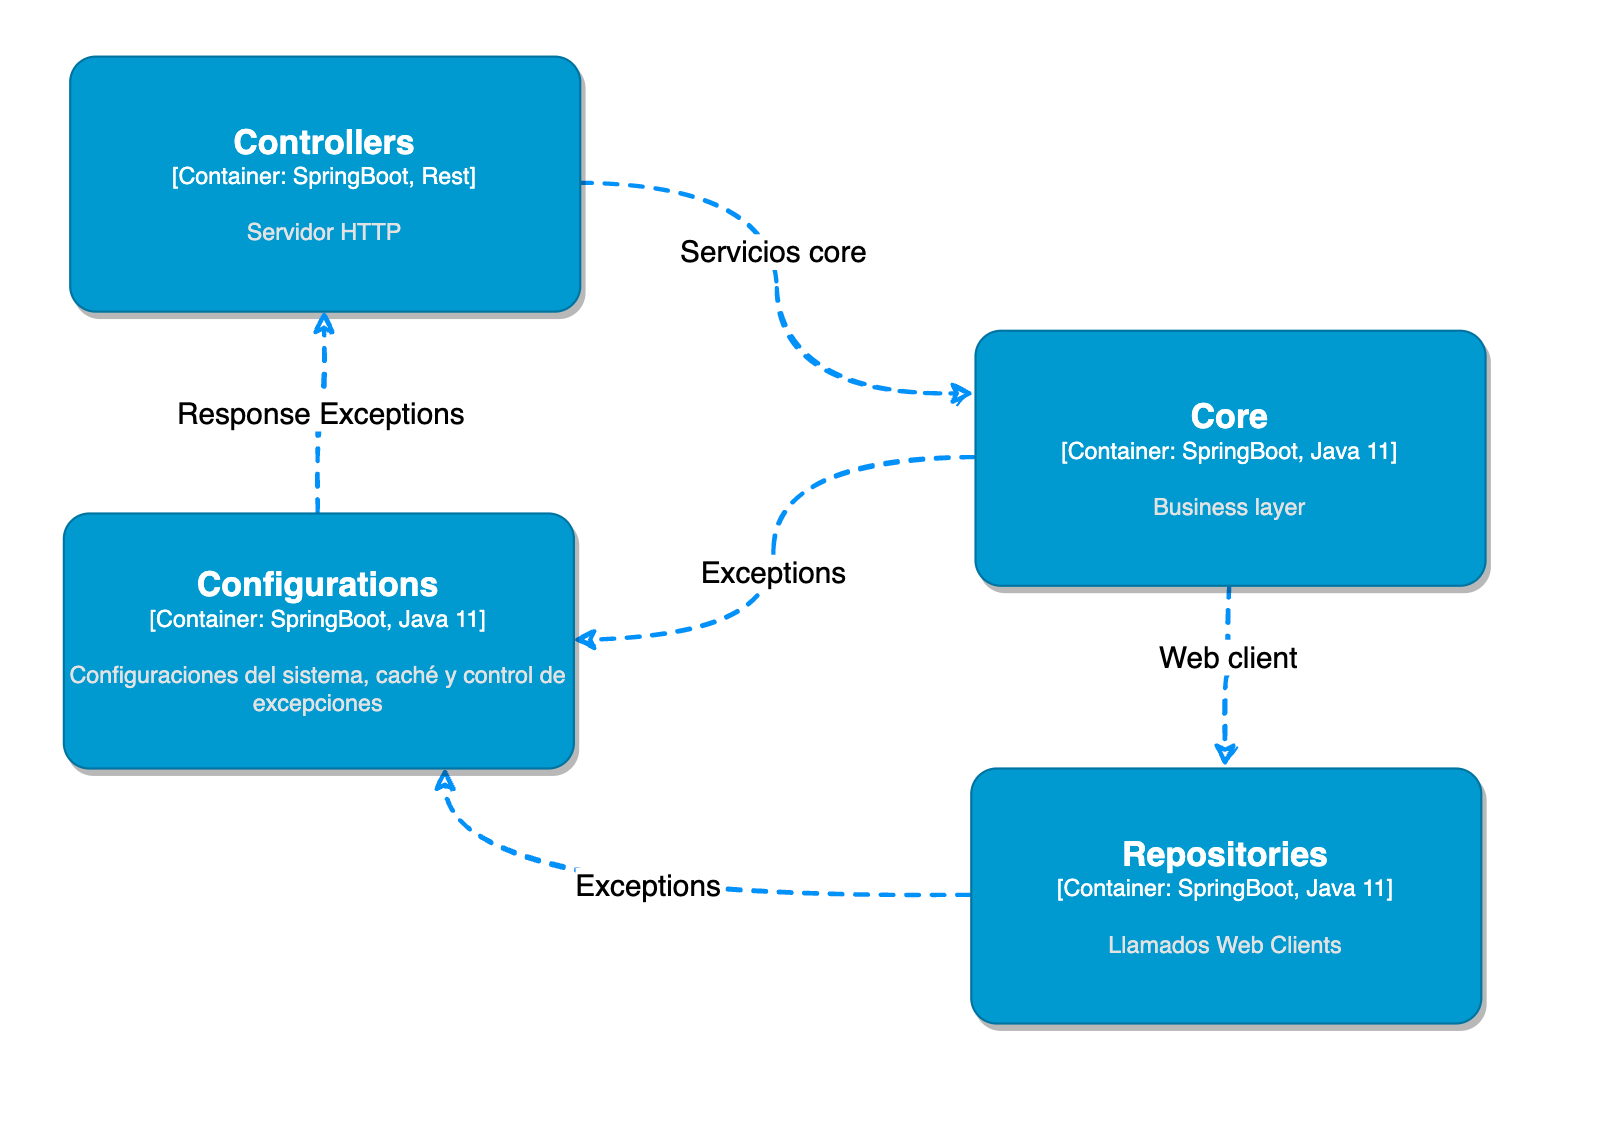 Controllers
[Container: SpringBoot, Rest]
Servidor HTTP
Servicios core
Response Exceptions
Core
[Container: SpringBoot, Java 11]
Business layer
Exceptions
Configurations
[Container: SpringBoot, Java 11]
Configuraciones del sistema, caché y control de
excepciones
Web client
Exceptions
Repositories
[Container: SpringBoot, Java 11]
Llamados Web Clients